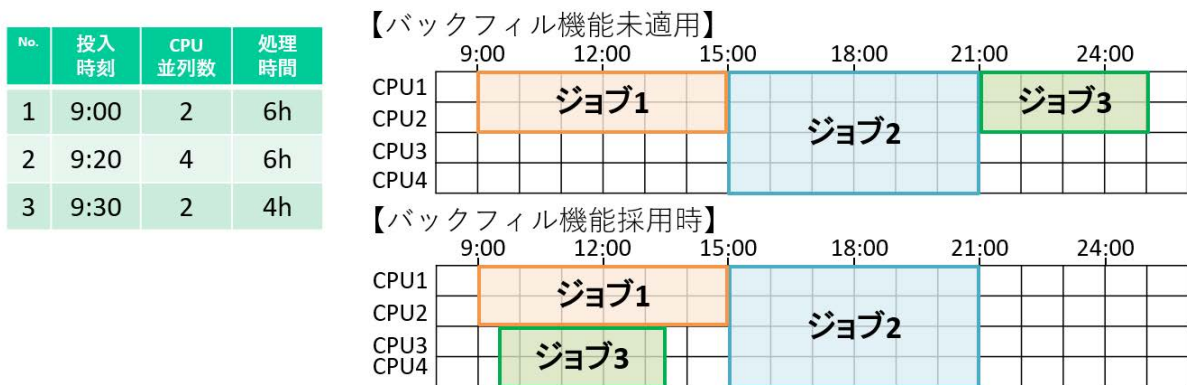 No. 投入時刻 CPU並列数 処理時間
1 9:00 2 6h
2 9:20 4 6h
3 9:30 2 4h
【バックフィル機能未適用】
9:00 12:00 15:00 18:00 21:00 24:00
CPU1
CPU2
CPU3
CPU4
ジョブ1
ジョブ2
ジョブ3
【バックフィル機能採用時】
9:00 12:00 15:00 18:00 21:00 24:00
CPU1
CPU2
CPU3
CPU4
ジョブ1
ジョブ2
ジョブ3